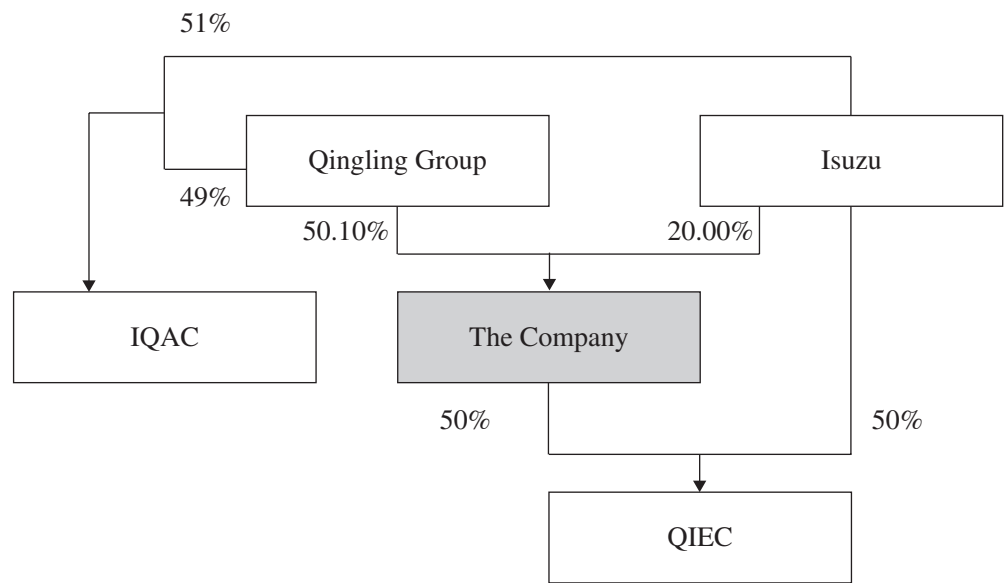 51%
Qingling Group
Isuzu
49%
50.10%
20.00%
IQAC
The Company
50%
50%
QIEC